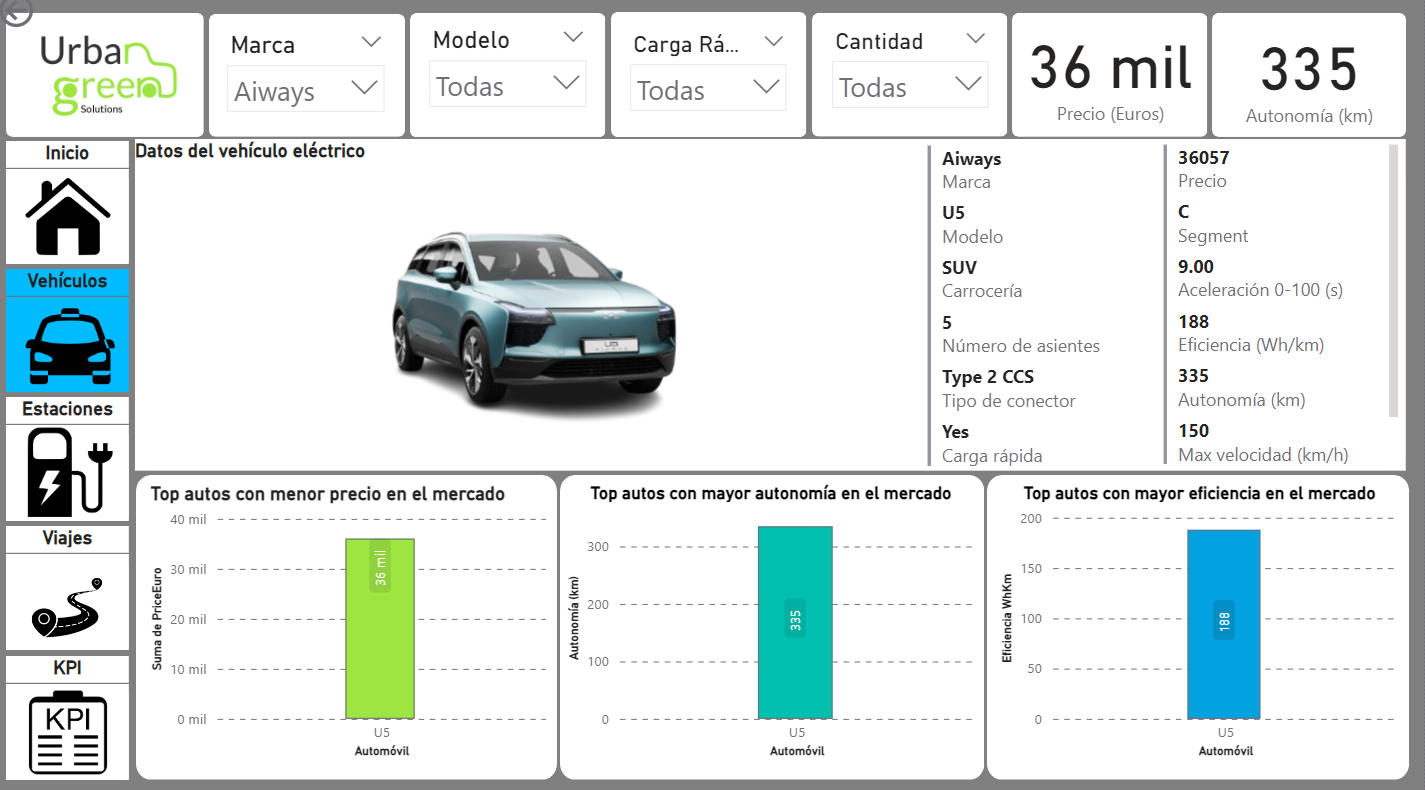 Urban
green
Solutions
Marca
Aiways
Modelo
Todas
Carga Rá...
Todas
Cantidad
Todas
36 mil
Precio (Euros)
335
Autonomía (km)
Inicio
Vehículos
Estaciones
Viajes
KPI
KPI
Datos del vehículo eléctrico
U5
Aiways
Marca
U5
Modelo
SUV
Carrocería
5
Número de asientes
Type 2 CCS
Tipo de conector
Yes
Carga rápida
36057
Precio
C
Segment
9.00
Aceleración 0-100 (s)
188
Eficiencia (Wh/km)
335
Autonomía (km)
150
Max velocidad (km/h)
Top autos con menor precio en el mercado
Suma de PriceEuro
40 mil
30 mil
20 mil
10 mil
0 mil
36 mil
U5
Automóvil
Top autos con mayor autonomía en el mercado
Autonomía (km)
300
200
100
0
335
U5
Automóvil
Top autos con mayor eficiencia en el mercado
Eficiencia WhKm
200
150
100
50
0
188
U5
Automóvil